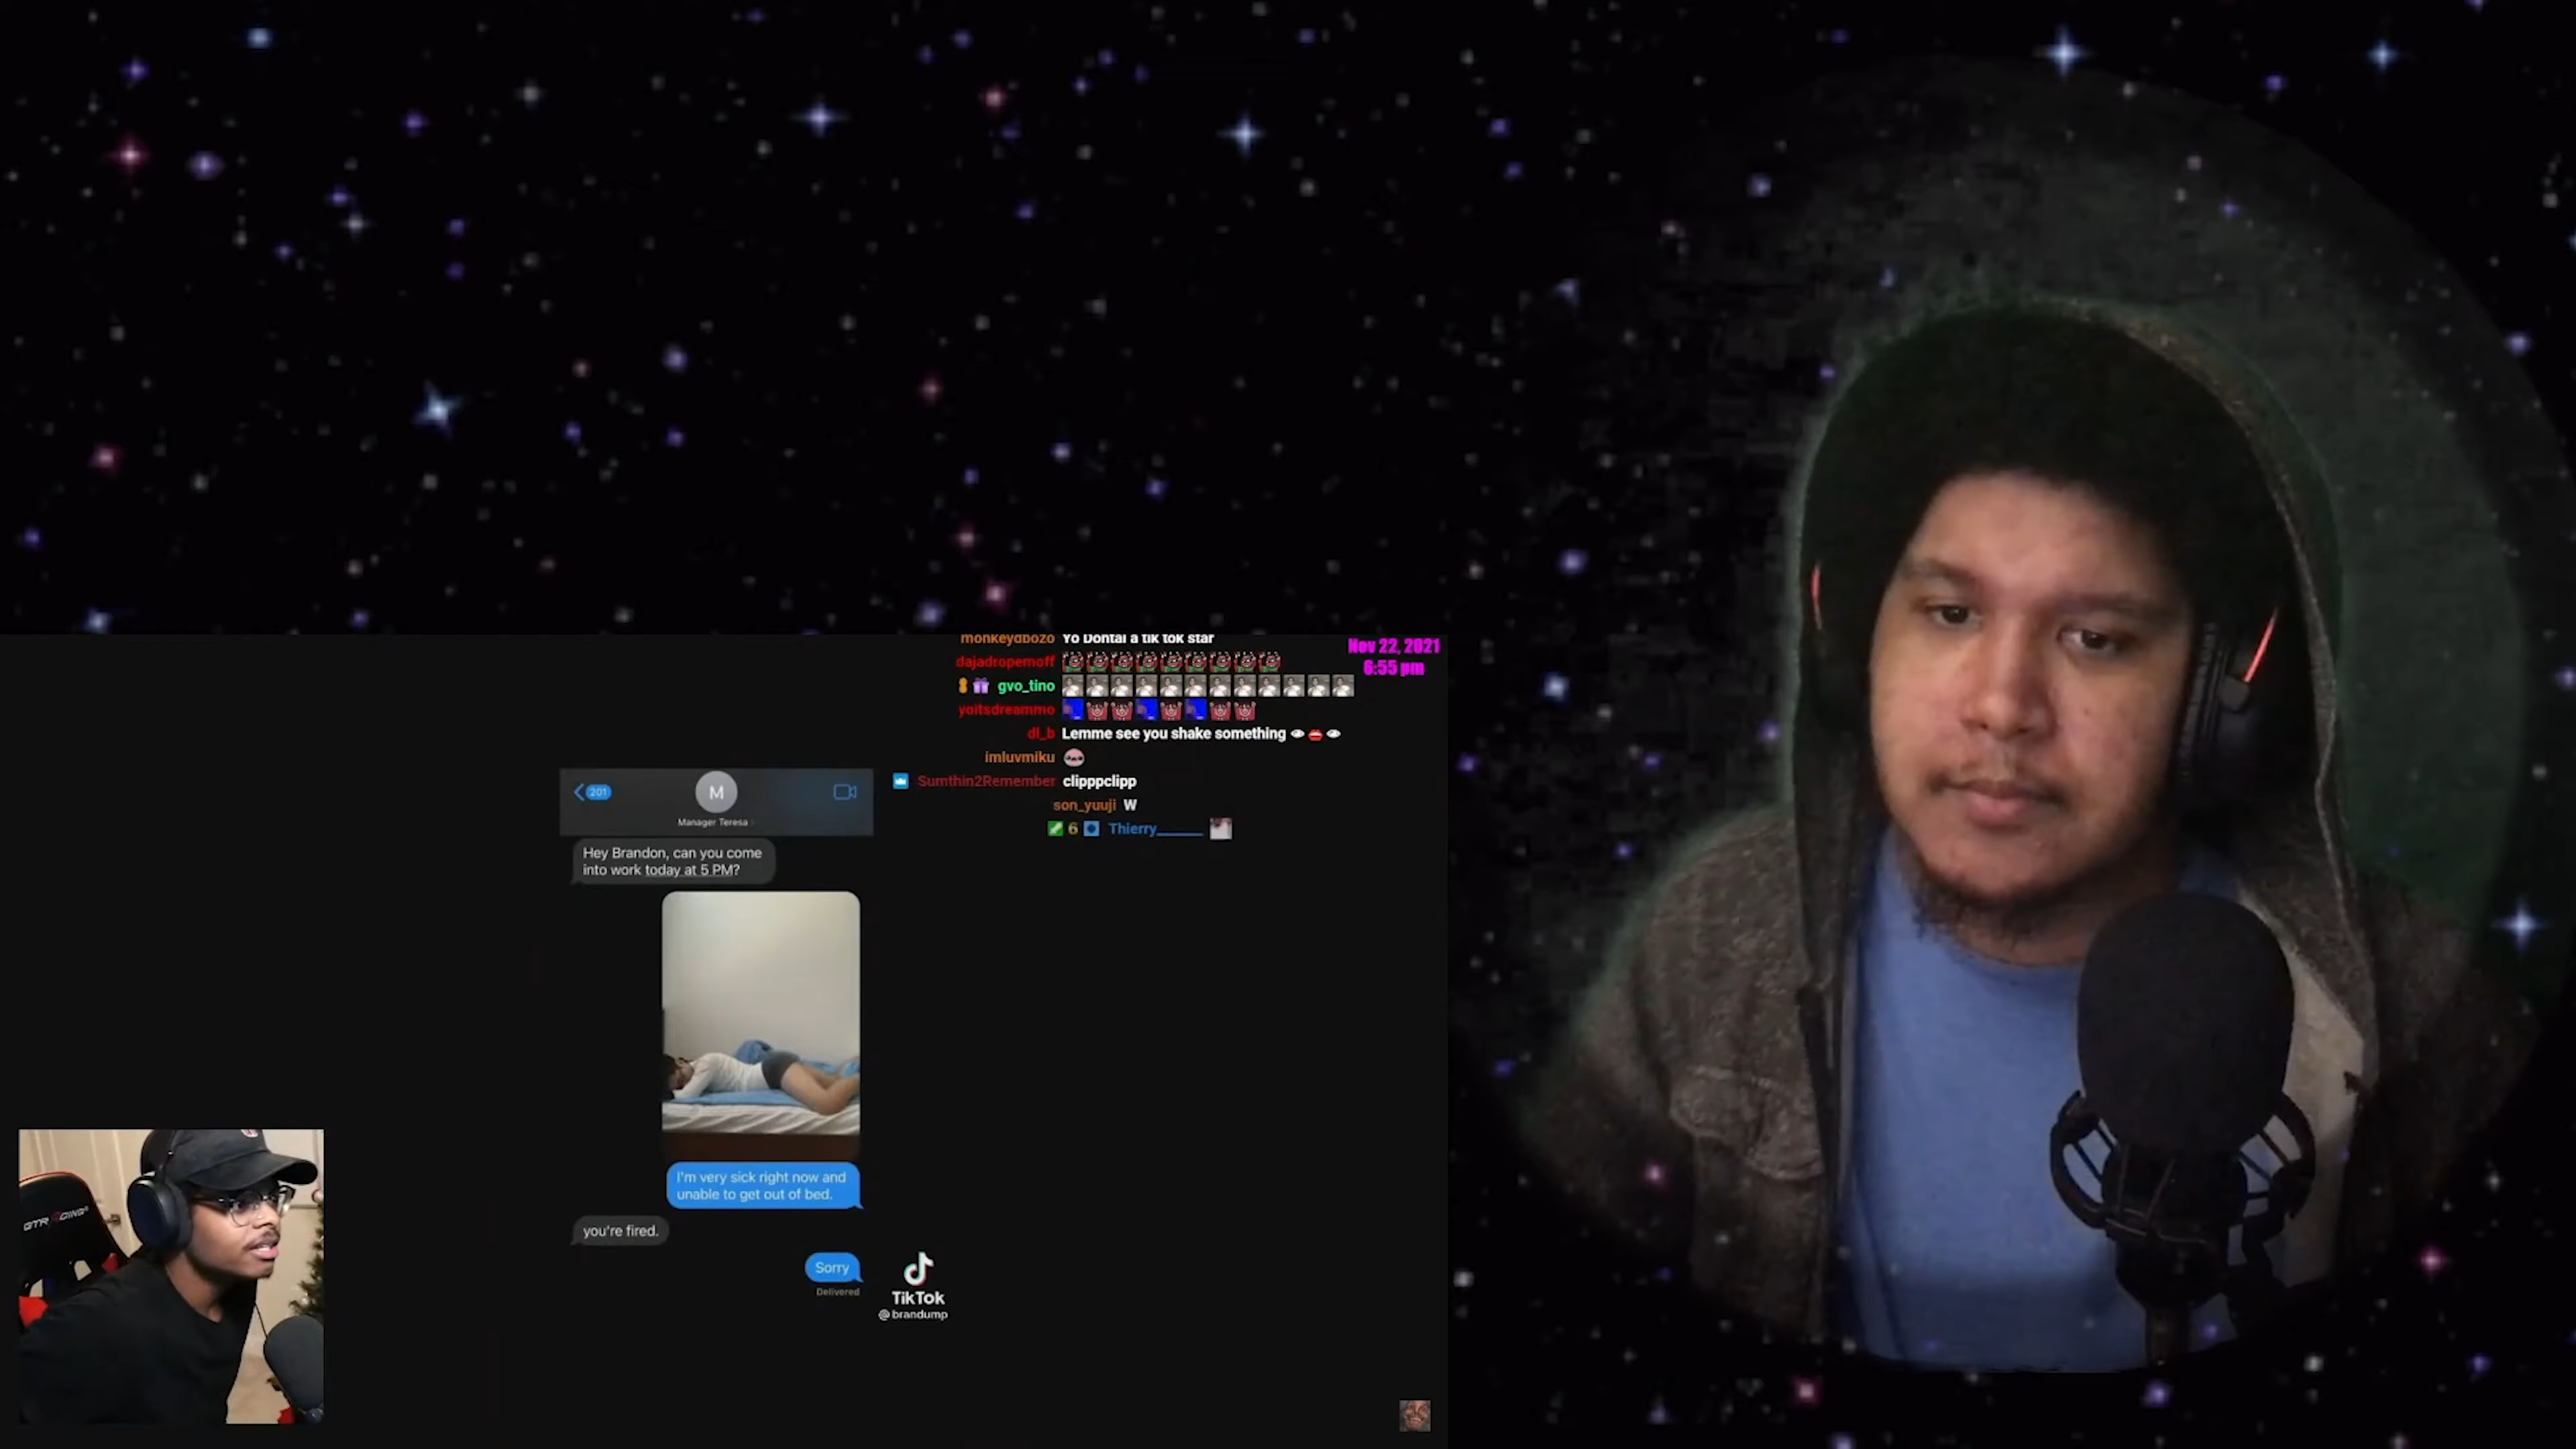 monkeydbozo Yo Dontai a tik tok star
Nov 22, 2021
6:55 pm
dajadropemoff
gvo_tino
yoitsdreammo
dl_b Lemme see you shake something
imluvmiku
Sumthin2Remember clipppclipp
son_yuuji W
6 Thierry______
201
M
Manager Teresa
Hey Brandon, can you come
into work today at 5 PM?
I'm very sick right now and
unable to get out of bed.
you're fired.
Sorry
Delivered
TikTok
@brandump
GTRACING